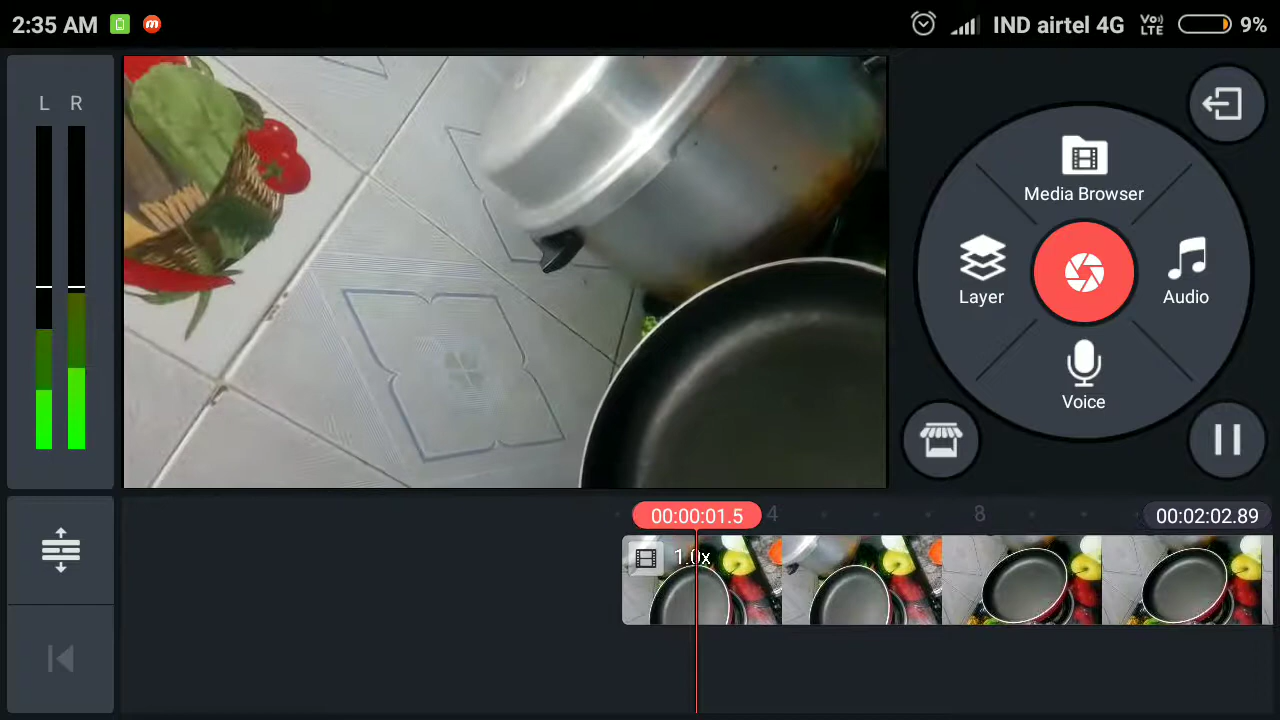 2:35 AM
IND airtel 4G
Vo))
LTE
9%
L R
Media Browser
Layer
Audio
Voice
00:00:01.5
4
8
00:02:02.89
1.0x